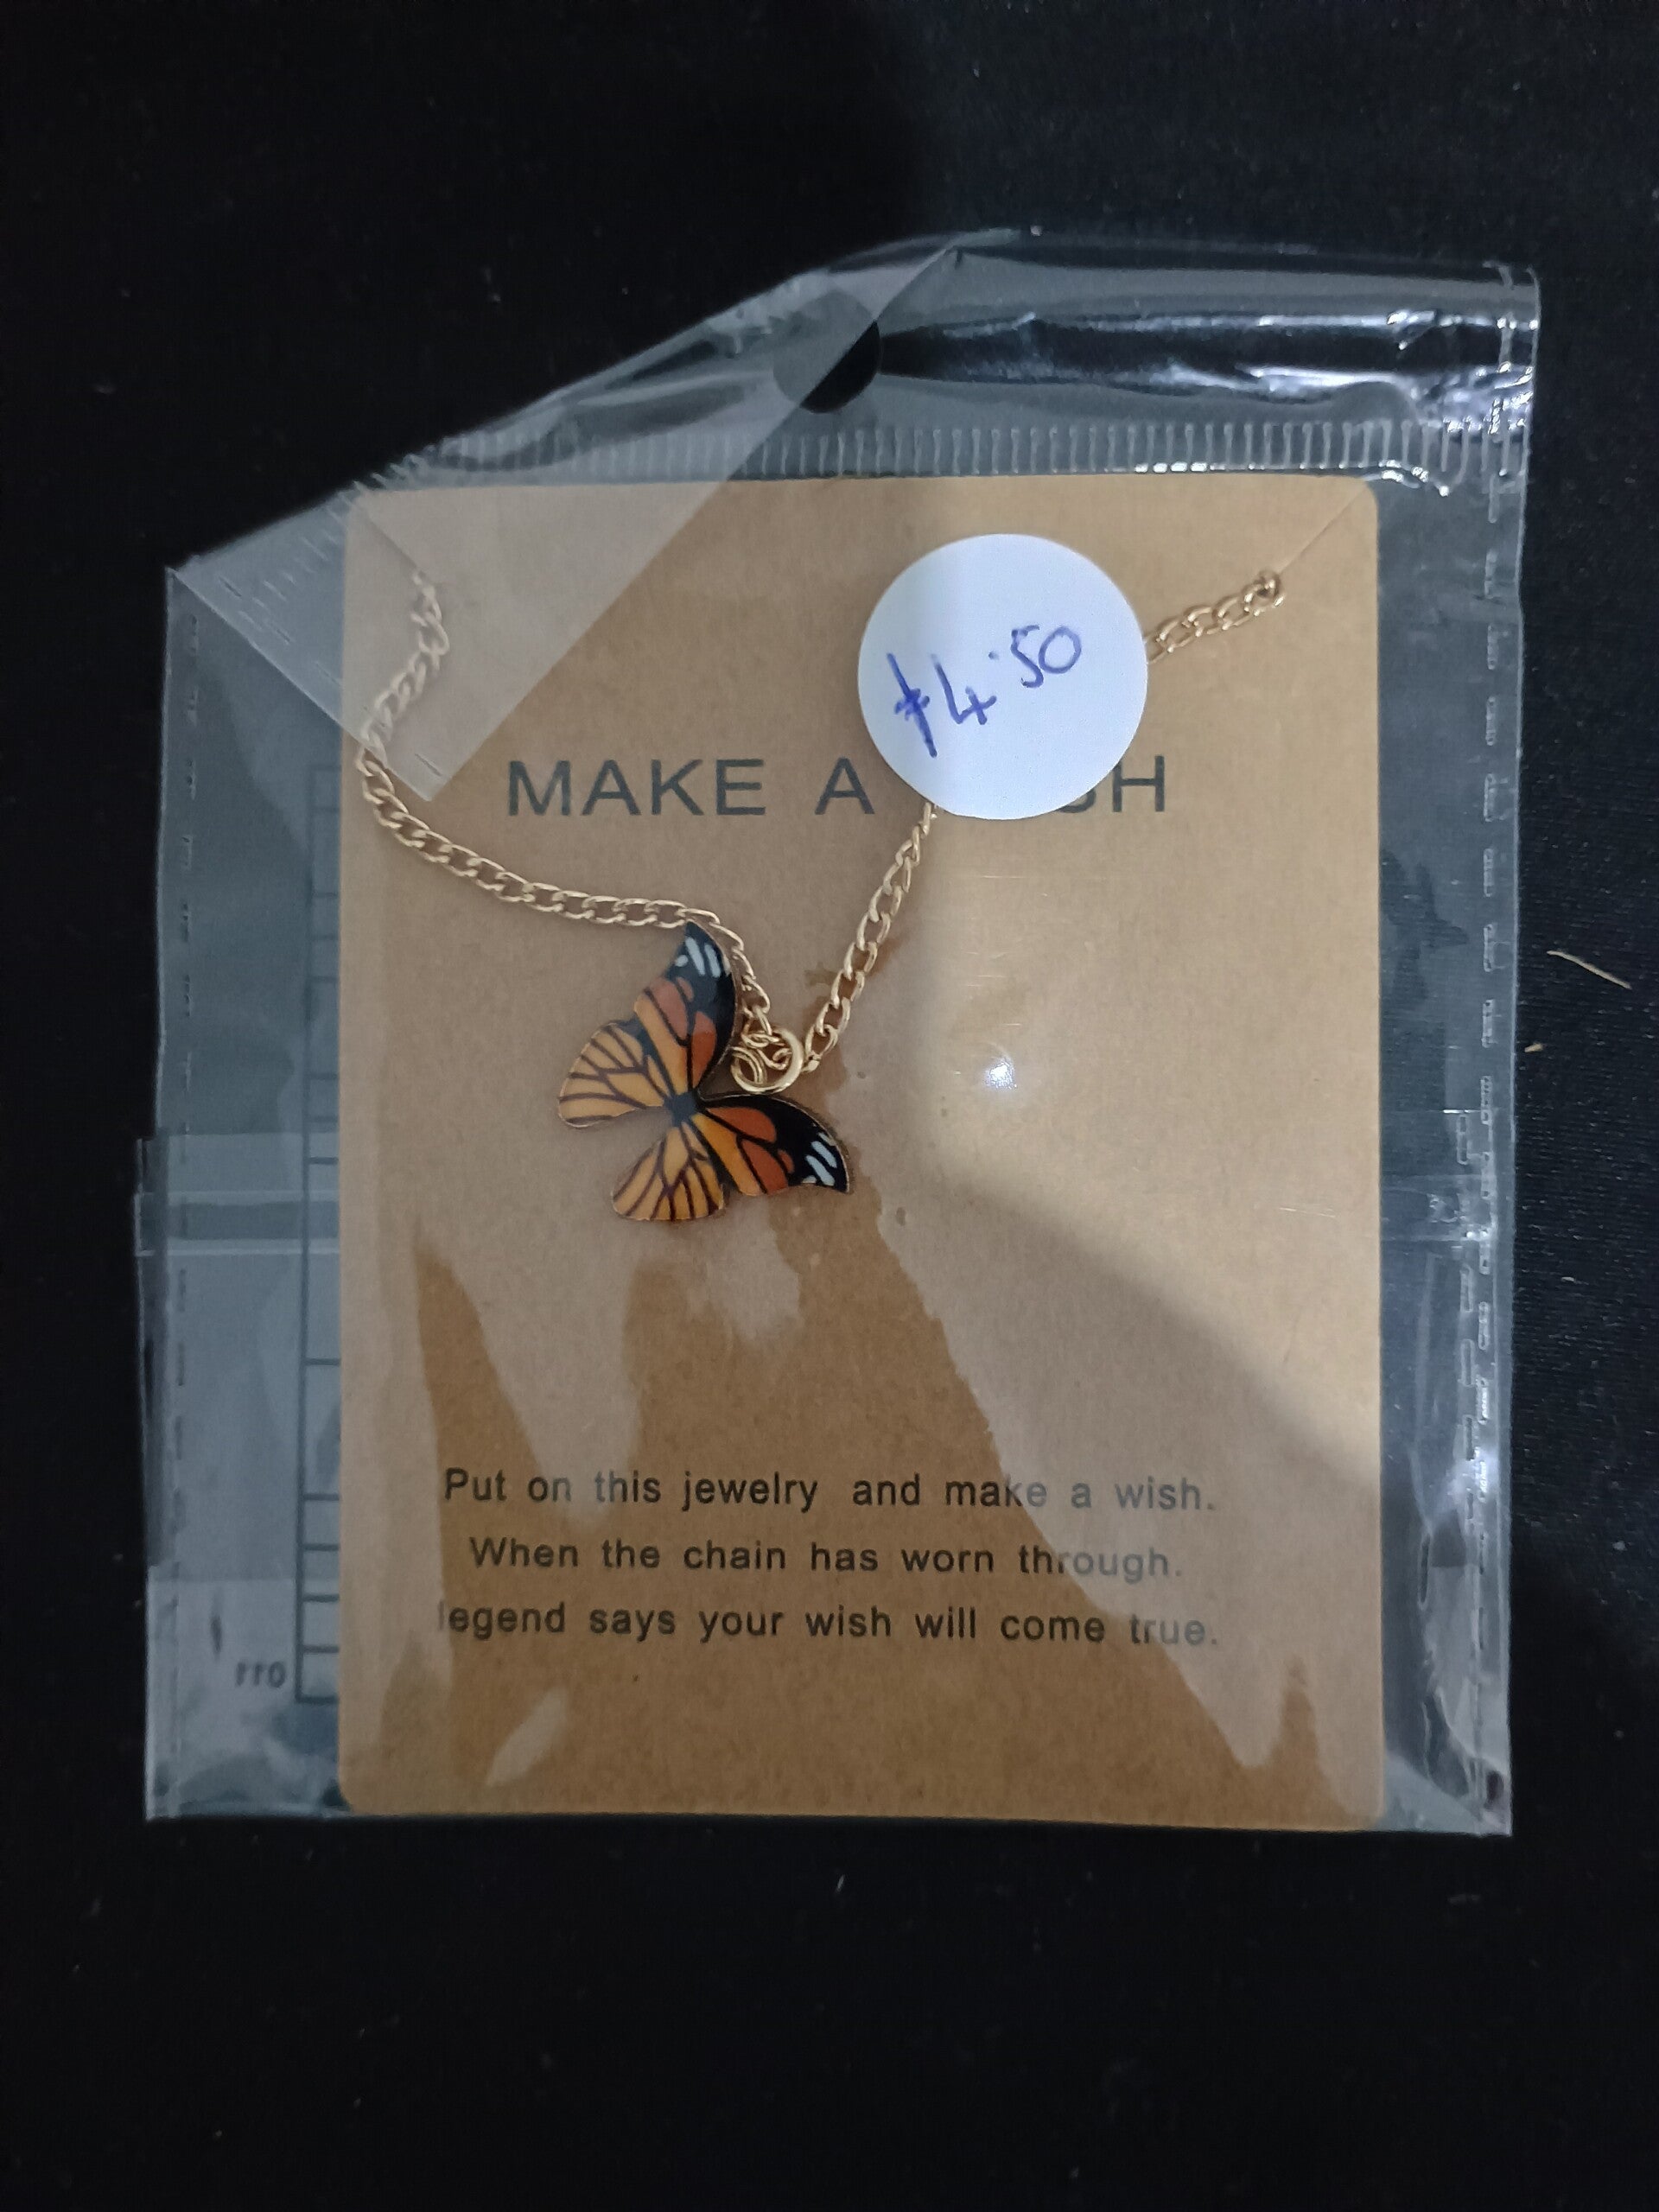 $4.50
MAKE A
Put on this jewelry and make a wish.
When the chain has worn through.
legend says your wish will come true.